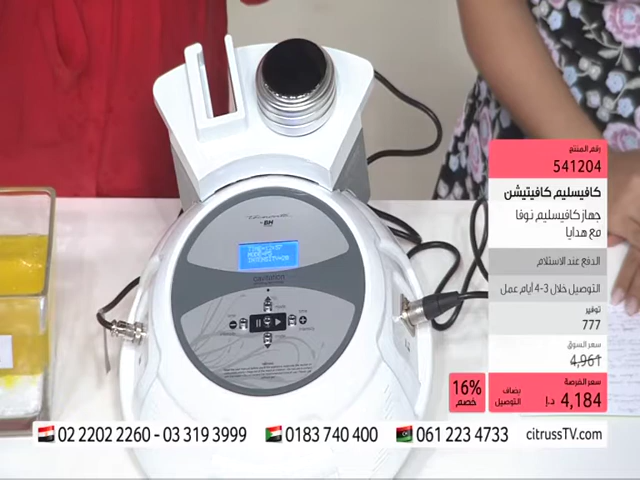 رقم المنتج
541204
كافيسليم كافيتيشن
جهاز كافيسليم نوفا
مع هدايا
الدفع عند الاستلام
التوصيل خلال 3-4 أيام عمل
توفير
777
سعر السوق
4,961
سعر الفرصة
4,184 د.إ
يضاف التوصيل
16%
خصم
BH
cavitation
02 2202 2260 - 03 319 3999
0183 740 400
061 223 4733
citrussTV.com